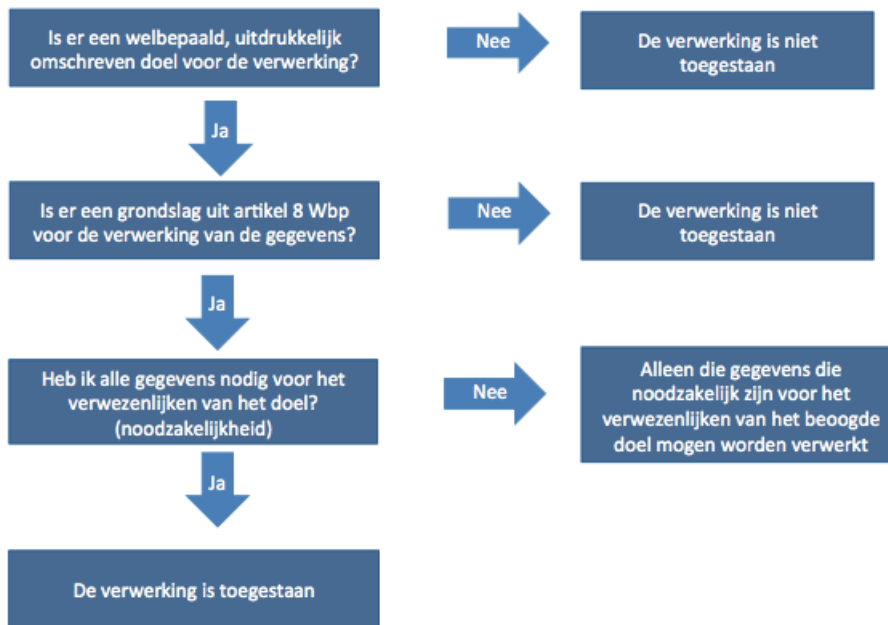 Is er een welbepaald, uitdrukkelijk
omschreven doel voor de verwerking?
Nee
De verwerking is niet
toegestaan
Ja
Is er een grondslag uit artikel 8 Wbp
voor de verwerking van de gegevens?
Nee
De verwerking is niet
toegestaan
Ja
Heb ik alle gegevens nodig voor het
verwezenlijken van het doel?
(noodzakelijkheid)
Nee
Alleen die gegevens die
noodzakelijk zijn voor het
verwezenlijken van het beoogde
doel mogen worden verwerkt
Ja
De verwerking is toegestaan